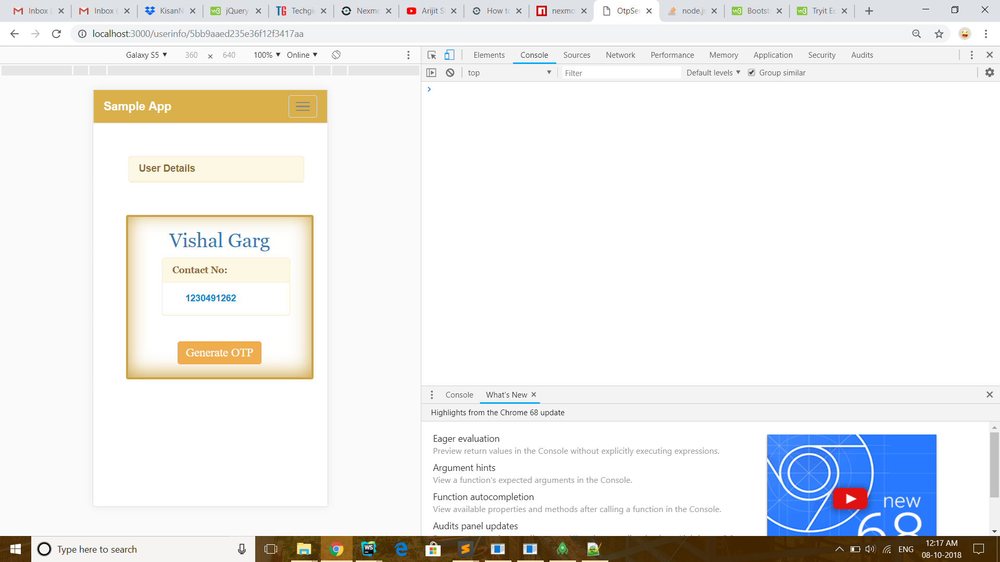 Inbox (
Inbox (
KisanN
jQuery
Techgi
Nexmo
Arijit S
How to
nexmo
OtpSer
node.js
Bootst
Tryit Ed
localhost:3000/userinfo/5bb9aaed235e36f12f3417aa
Galaxy S5 ▼ 360 × 640 100% ▼ Online ▼
Elements Console Sources Network Performance Memory Application Security Audits
top ▼ Filter Default levels ▼ Group similar
Sample App
User Details
Vishal Garg
Contact No:
1230491262
Generate OTP
Console What's New
Highlights from the Chrome 68 update
Eager evaluation
Preview return values in the Console without explicitly executing expressions.
Argument hints
View a function's expected arguments in the Console.
Function autocompletion
View available properties and methods after calling a function in the Console.
Audits panel updates
new
68
Type here to search
WS
ENG
12:17 AM
08-10-2018